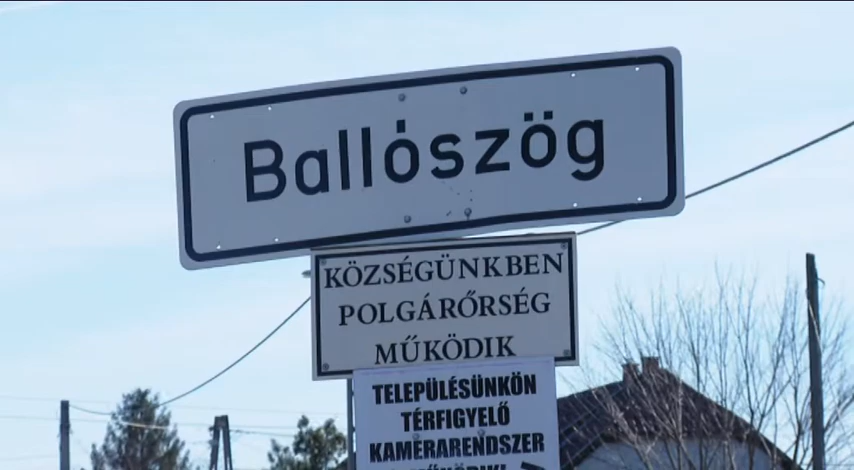 Ballószög
KÖZSÉGÜNKBEN
POLGÁRŐRSÉG
MŰKÖDIK
TELEPÜLÉSÜNKÖN
TÉRFIGYELŐ
KAMERARENDSZER